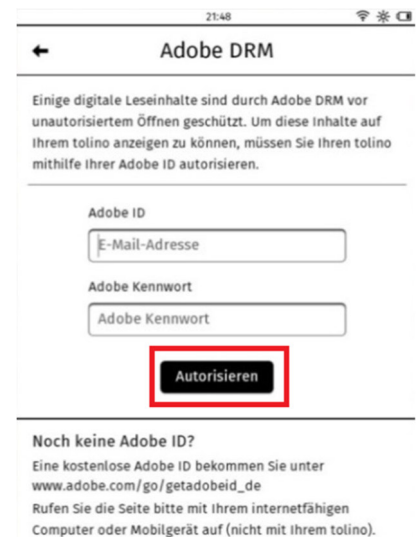 21:48
Adobe DRM
Einige digitale Leseinhalte sind durch Adobe DRM vor
unautorisiertem Öffnen geschützt. Um diese Inhalte auf
Ihrem tolino anzeigen zu können, müssen Sie Ihren tolino
mithilfe Ihrer Adobe ID autorisieren.
Adobe ID
E-Mail-Adresse
Adobe Kennwort
Adobe Kennwort
Autorisieren
Noch keine Adobe ID?
Eine kostenlose Adobe ID bekommen Sie unter
www.adobe.com/go/getadobeid_de
Rufen Sie die Seite bitte mit Ihrem internetfähigen
Computer oder Mobilgerät auf (nicht mit Ihrem tolino).